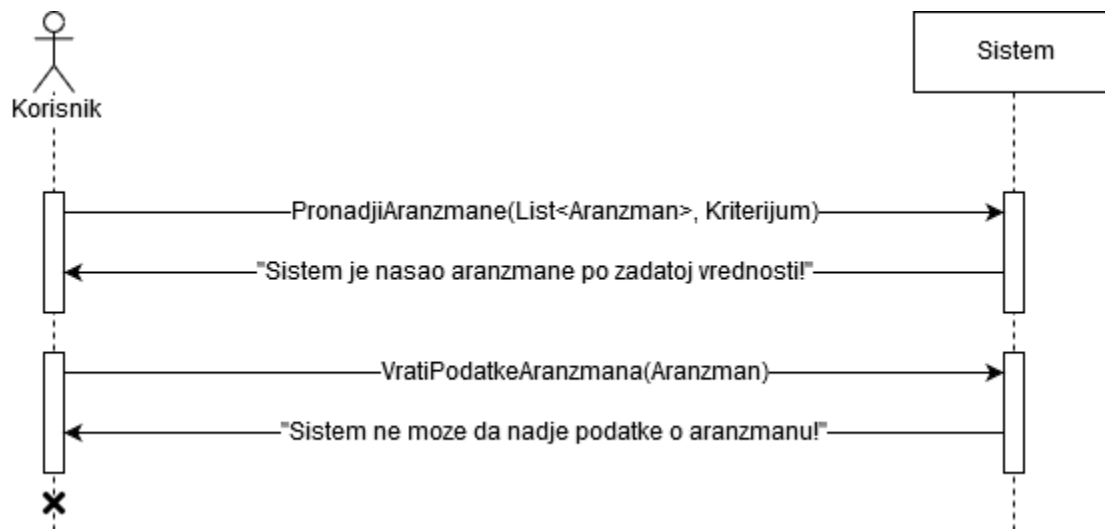 Korisnik
Sistem
PronadjiAranzmane(List<Aranzman>, Kriterijum)
"Sistem je nasao aranzmane po zadatoj vrednosti!"
VratiPodatkeAranzmana(Aranzman)
"Sistem ne moze da nadje podatke o aranzmanu!"